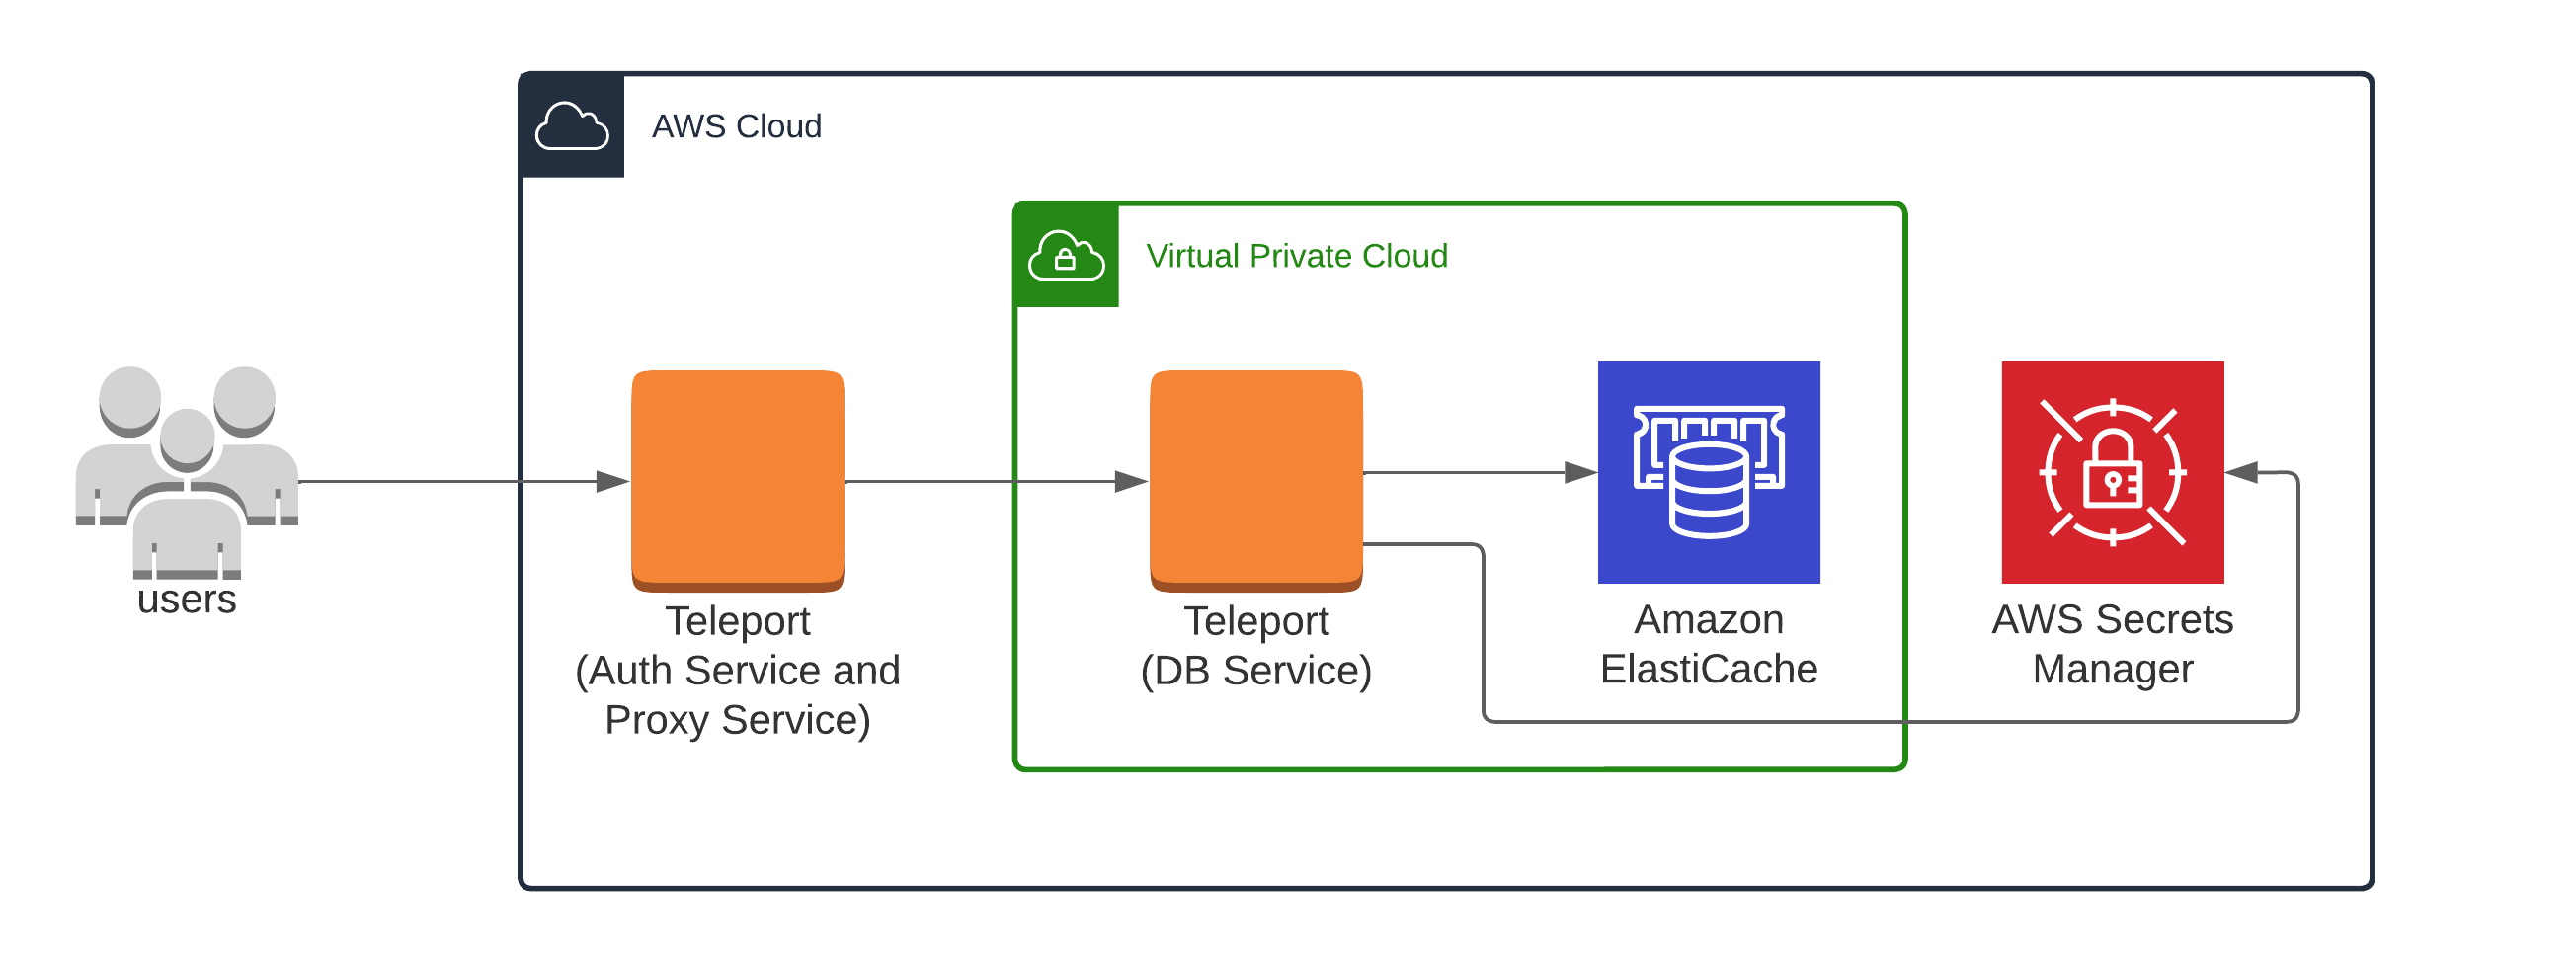 AWS Cloud
Virtual Private Cloud
users
Teleport
(Auth Service and
Proxy Service)
Teleport
(DB Service)
Amazon
ElastiCache
AWS Secrets
Manager